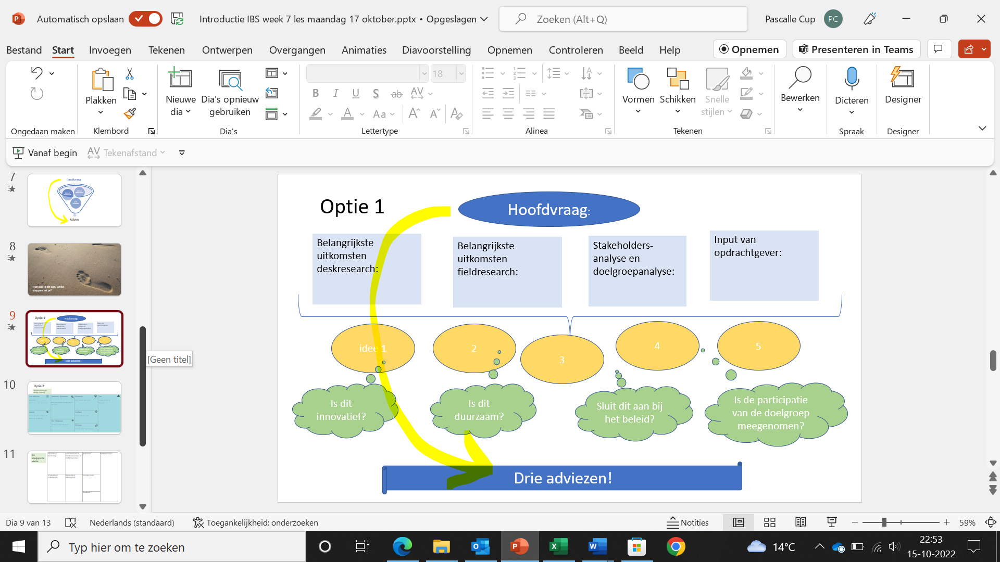 Automatisch opslaan
Introductie IBS week 7 les maandag 17 oktober.pptx • Opgeslagen
Zoeken (Alt+Q)
Pascalle Cup
PC
Bestand Start Invoegen Tekenen Ontwerpen Overgangen Animaties Diavoorstelling Opnemen Controleren Beeld Help
Opnemen
Presenteren in Teams
Ongedaan maken
Plakken
Klembord
Nieuwe
dia
Dia's opnieuw
gebruiken
Dia's
18
Lettertype
Alinea
Vormen
Schikken
Snelle
stijlen
Tekenen
Bewerken
Dicteren
Spraak
Designer
Designer
Vanaf begin
Tekenafstand
7
Hoofdvraag
Advies
8
Hoe pak je dit aan, welke
stappen zet je?
9
Optie 1
Hoofdvraag
Drie adviezen!
[Geen titel]
10
Optie 2
11
De
aangepaste
versie
Optie 1
Hoofdvraag:
Belangrijkste
uitkomsten
deskresearch:
Belangrijkste
uitkomsten
fieldresearch:
Stakeholders-
analyse en
doelgroepanalyse:
Input van
opdrachtgever:
idee 1
2
3
4
5
Is dit
innovatief?
Is dit
duurzaam?
Sluit dit aan bij
het beleid?
Is de participatie
van de doelgroep
meegenomen?
Drie adviezen!
Dia 9 van 13
Nederlands (standaard)
Toegankelijkheid: onderzoeken
Notities
59%
Typ hier om te zoeken
14°C
22:53
15-10-2022